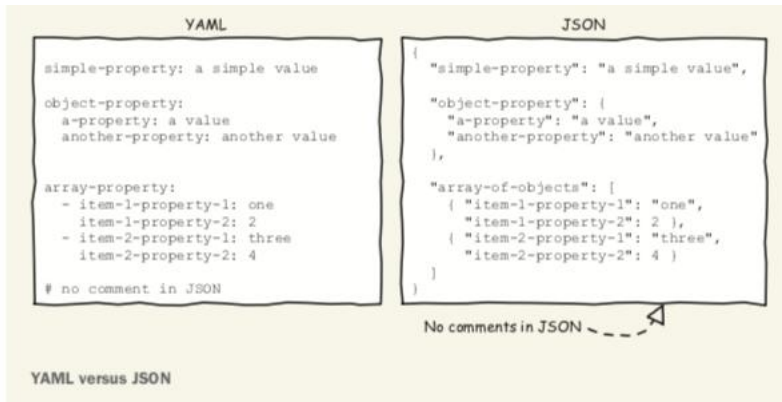 YAML
simple-property: a simple value
object-property:
a-property: a value
another-property: another value
array-property:
- item-1-property-1: one
item-1-property-2: 2
- item-2-property-1: three
item-2-property-2: 4
# no comment in JSON
JSON
{
"simple-property": "a simple value",
"object-property": {
"a-property": "a value",
"another-property": "another value"
},
"array-of-objects": [
{ "item-1-property-1": "one",
"item-1-property-2": 2 },
{ "item-2-property-1": "three",
"item-2-property-2": 4 }
]
}
No comments in JSON
YAML versus JSON